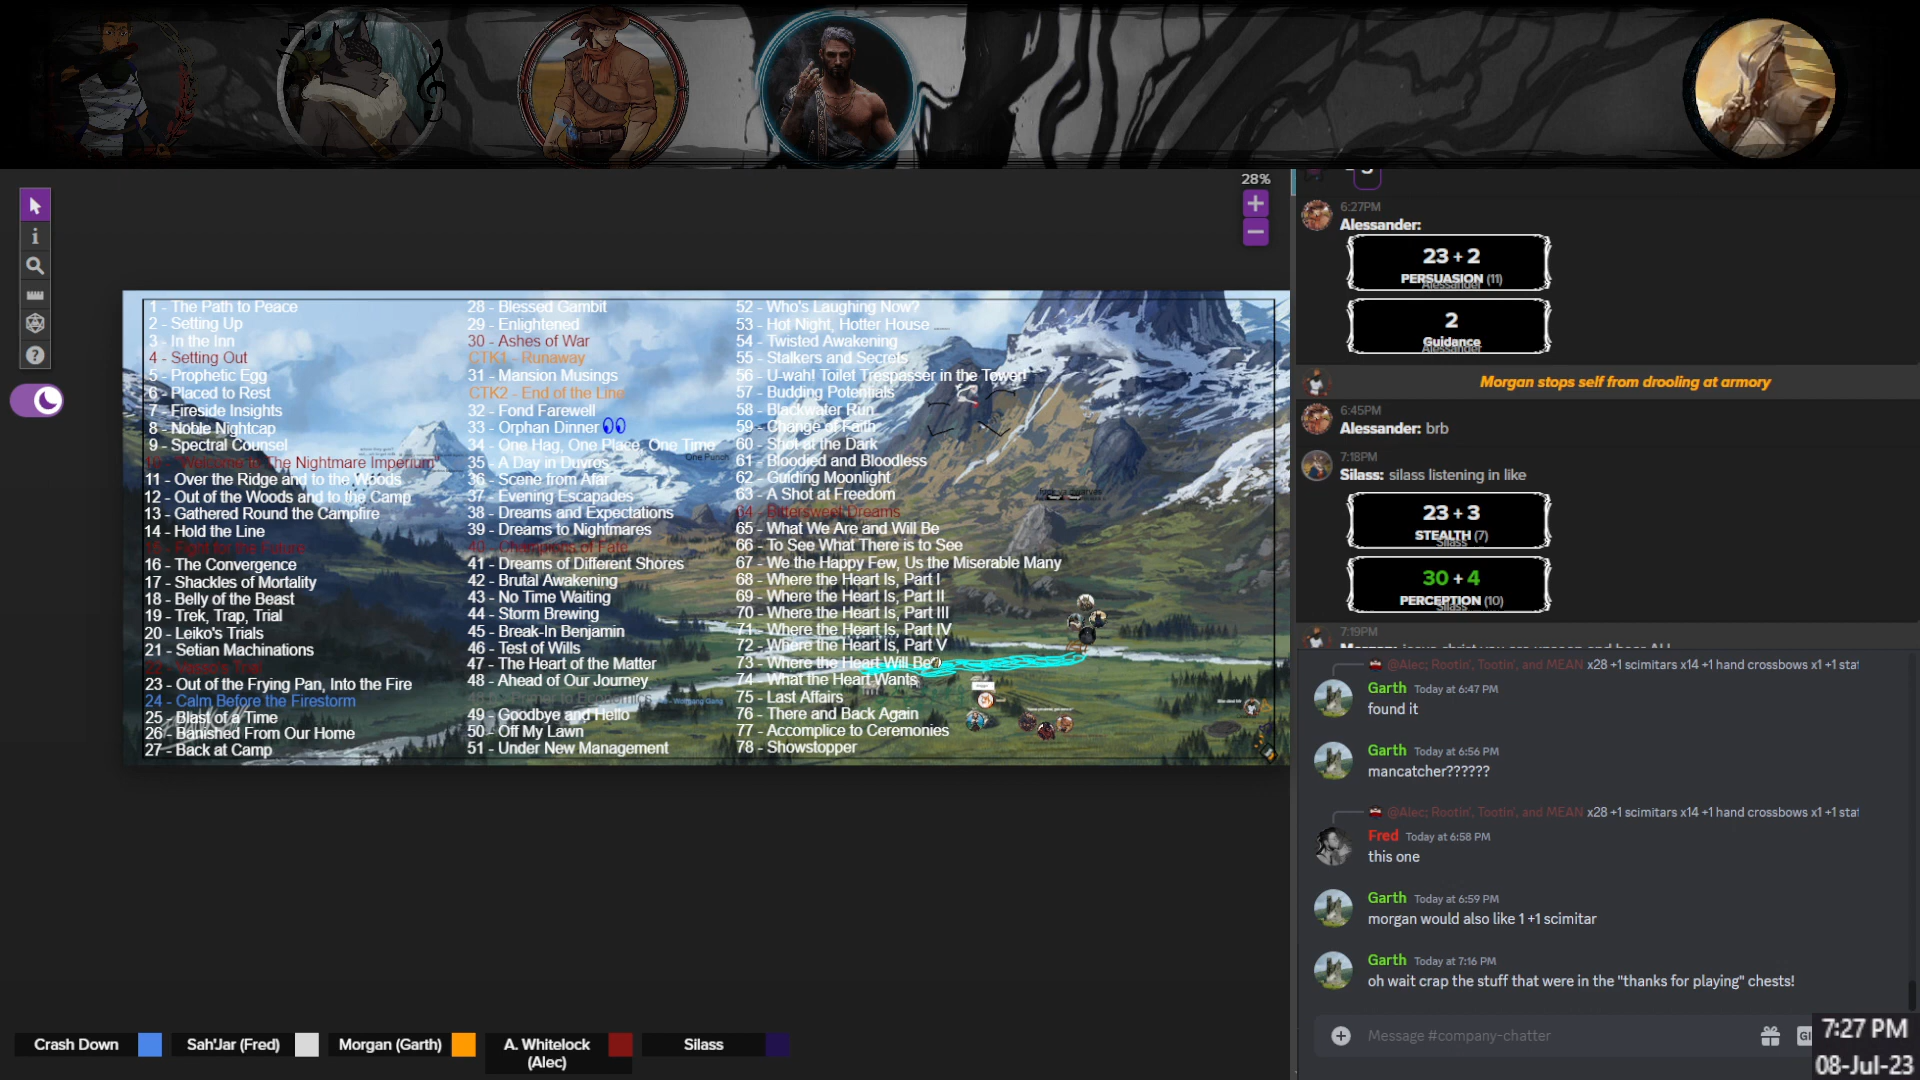 28%
1 - The Path to Peace
2 - Setting Up
3 - In the Inn
4 - Setting Out
5 - Prophetic Egg
6 - Placed to Rest
7 - Fireside Insights
8 - Noble Nightcap
9 - Spectral Counsel
10 - "Welcome to The Nightmare Imperium"
11 - Over the Ridge and to the Woods
12 - Out of the Woods and to the Camp
13 - Gathered Round the Campfire
14 - Hold the Line
15 - Fight for the Future
16 - The Convergence
17 - Shackles of Mortality
18 - Belly of the Beast
19 - Trek, Trap, Trial
20 - Leiko's Trials
21 - Setian Machinations
23 - Out of the Frying Pan, Into the Fire
24 - Calm Before the Firestorm
25 - Blast of a Time
26 - Banished From Our Home
27 - Back at Camp
28 - Blessed Gambit
29 - Enlightened
30 - Ashes of War
CTK1 - Runaway
31 - Mansion Musings
CTK2 - End of the Line
32 - Fond Farewell
33 - Orphan Dinner
34 - One Hag, One Place, One Time
One Punch
35 - A Day in Duvros
36 - Scene from Afar
37 - Evening Escapades
38 - Dreams and Expectations
39 - Dreams to Nightmares
40 - Champions of Fate
41 - Dreams of Different Shores
42 - Brutal Awakening
43 - No Time Waiting
44 - Storm Brewing
45 - Break-In Benjamin
46 - Test of Wills
47 - The Heart of the Matter
48 - Ahead of Our Journey
49 - Goodbye and Hello
50 - Off My Lawn
51 - Under New Management
52 - Who's Laughing Now?
53 - Hot Night, Hotter House
54 - Twisted Awakening
55 - Stalkers and Secrets
56 - U-wah! Toilet Trespasser in the Tower!
57 - Budding Potentials
58 - Blackwater Run
59 - Change of Faith
60 - Shot at the Dark
61 - Bloodied and Bloodless
62 - Guiding Moonlight
63 - A Shot at Freedom
64 - Bittersweet Dreams
65 - What We Are and Will Be
66 - To See What There is to See
67 - We the Happy Few, Us the Miserable Many
68 - Where the Heart Is, Part I
69 - Where the Heart Is, Part II
70 - Where the Heart Is, Part III
71 - Where the Heart Is, Part IV
72 - Where the Heart Is, Part V
73 - Where the Heart Will Be?
74 - What the Heart Wants
75 - Last Affairs
76 - There and Back Again
77 - Accomplice to Ceremonies
78 - Showstopper
Crash Down
Sah'Jar (Fred)
Morgan (Garth)
A. Whitelock
(Alec)
Silass
6:27PM
Alessander:
23 + 2
PERSUASION (11)
Alessander
2
Guidance
Alessander
Morgan stops self from drooling at armory
6:45PM
Alessander: brb
7:18PM
Silass: silass listening in like
23 + 3
STEALTH (7)
Silass
30 + 4
PERCEPTION (10)
Silass
7:19PM
@Alec; Rootin', Tootin', and MEAN x28 +1 scimitars x14 +1 hand crossbows x1 +1 staf
Garth Today at 6:47 PM
found it
Garth Today at 6:56 PM
mancatcher??????
@Alec; Rootin', Tootin', and MEAN x28 +1 scimitars x14 +1 hand crossbows x1 +1 staf
Fred Today at 6:58 PM
this one
Garth Today at 6:59 PM
morgan would also like 1 +1 scimitar
Garth Today at 7:16 PM
oh wait crap the stuff that were in the "thanks for playing" chests!
Message #company-chatter
7:27 PM
08-Jul-23